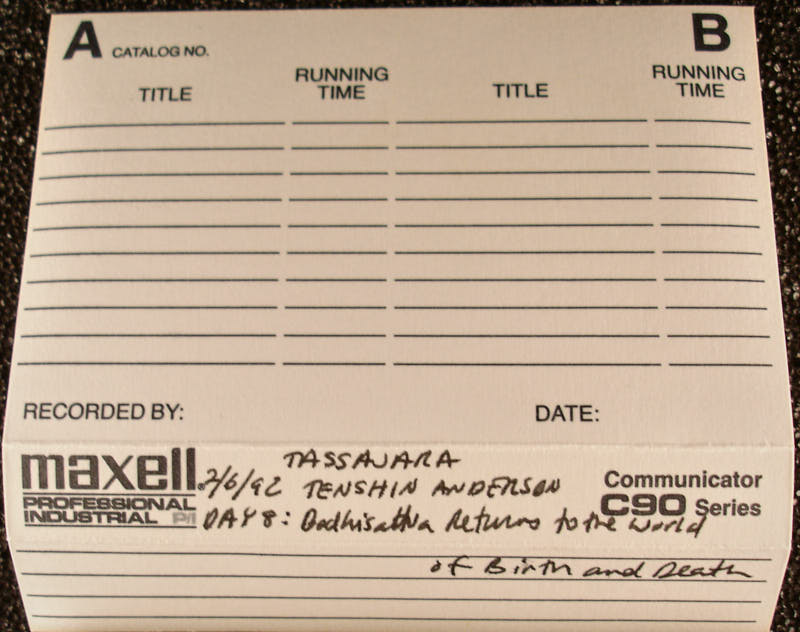 A CATALOG NO. B
TITLE RUNNING TIME TITLE RUNNING TIME
RECORDED BY: DATE:
maxell.
PROFESSIONAL
INDUSTRIAL P/I
TASSAJARA
2/6/92 TENSHIN ANDERSON
DAY 8: Bodhisattva Returns to the World
of Birth and Death
Communicator
C90 Series